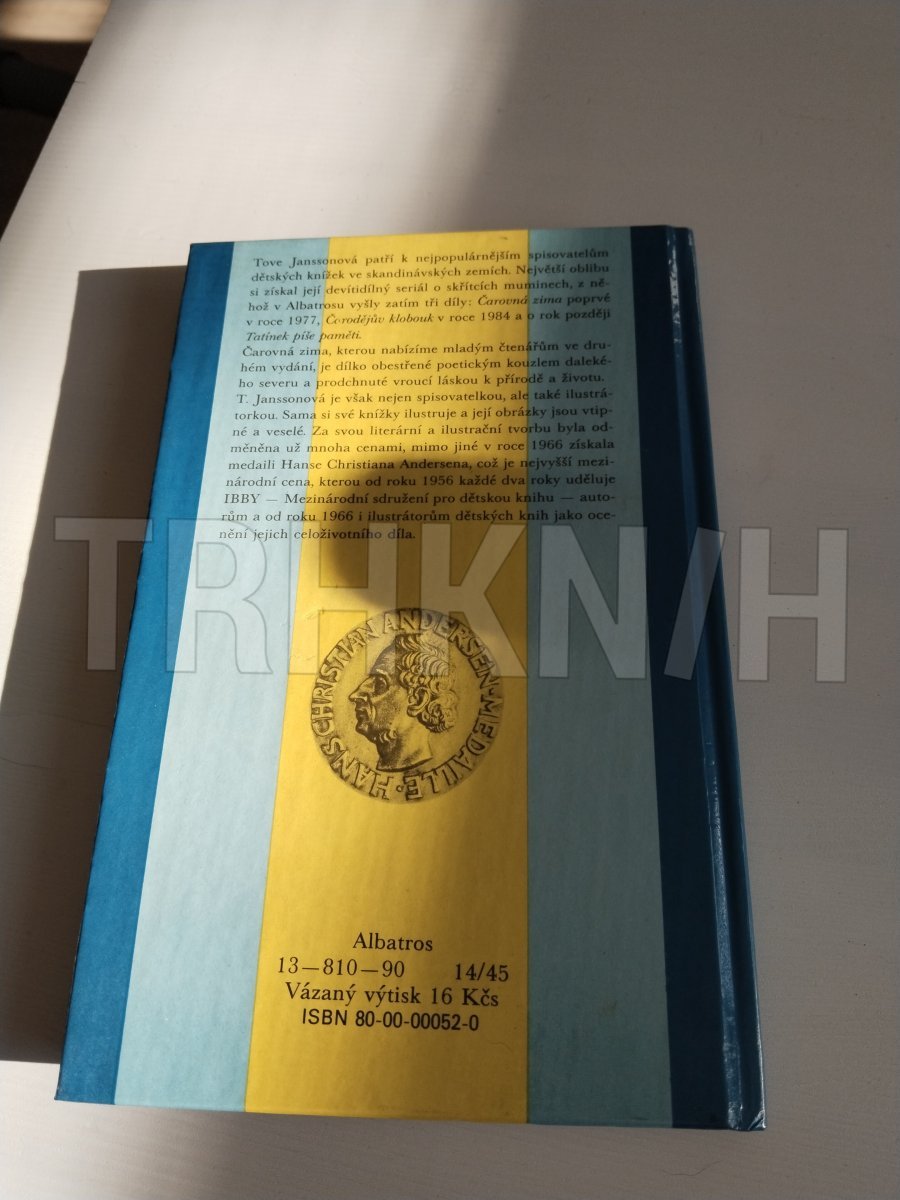 Tove Janssonová patří k nejpopulárnějším spisovatelům
dětských knížek ve skandinávských zemích. Největší oblibu
si získal její devítidílný seriál o skřítcích muminech, z ně-
hož v Albatrosu vyšly zatím tři díly: Čarovná zima poprvé
v roce 1977, Čorodějův klobouk v roce 1984 a o rok později
Tatínek píše paměti.
Čarovná zima, kterou nabízíme mladým čtenářům ve dru-
hém vydání, je dílko obestřené poetickým kouzlem daleké-
ho severu a prodchnuté vroucí láskou k přírodě a životu.
T. Janssonová je však nejen spisovatelkou, ale také ilustrá-
torkou. Sama si své knížky ilustruje a její obrázky jsou vtip-
né a veselé. Za svou literární a ilustrační tvorbu byla od-
měněna už mnoha cenami, mimo jiné v roce 1966 získala
medaili Hanse Christiana Andersena, což je nejvyšší mezi-
národní cena, kterou od roku 1956 každé dva roky uděluje
IBBY — Mezinárodní sdružení pro dětskou knihu — auto-
rům a od roku 1966 i ilustrátorům dětských knih jako oce-
nění jejich celoživotního díla.
TRHKNIH
HANS CHRISTIAN ANDERSEN · MEDAILLE ·
Albatros
13—810—90 14/45
Vázaný výtisk 16 Kčs
ISBN 80-00-00052-0